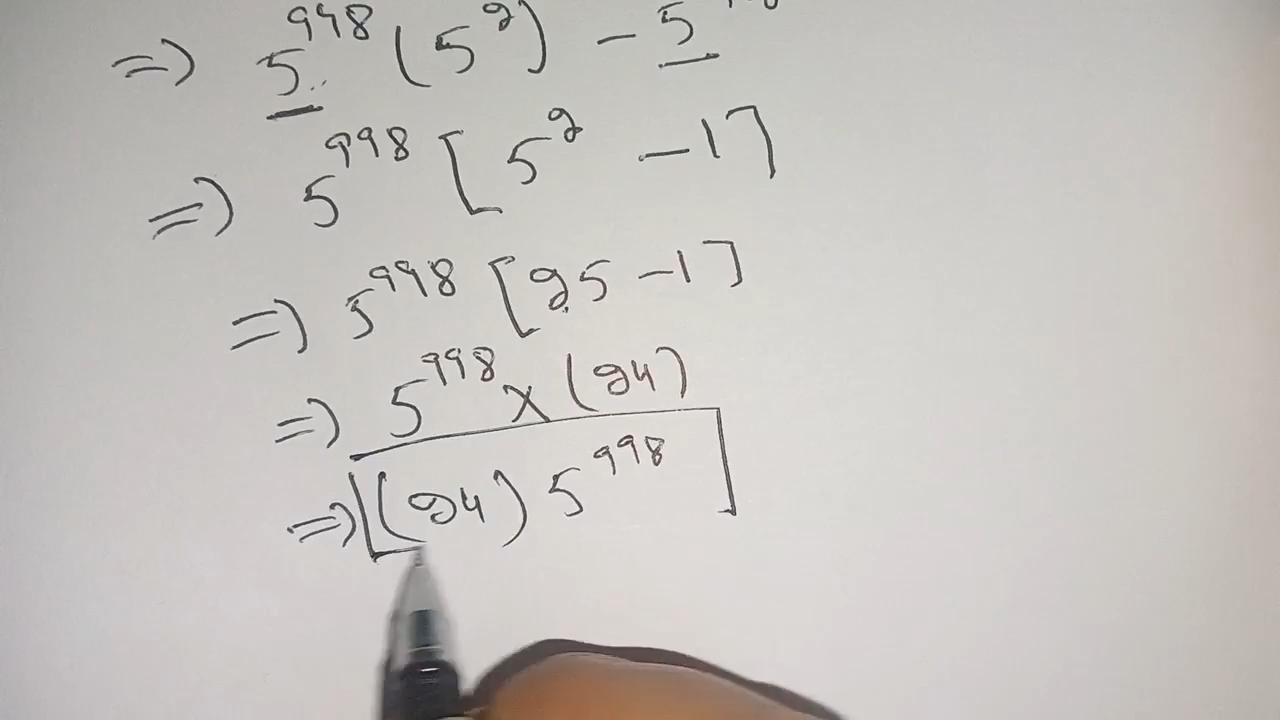 => 5^998 (5^2) - 5
=> 5^998 [5^2 - 1]
=> 5^998 [25 - 1]
=> 5^998 × (24)
=> (24) 5^998